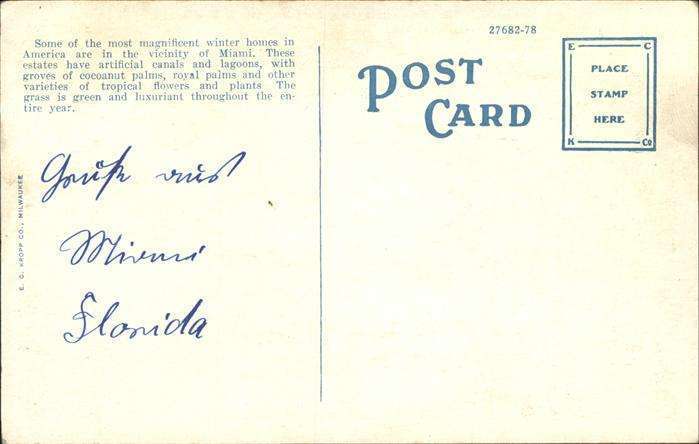 27682-78
Some of the most magnificent winter homes in
America are in the vicinity of Miami. These
estates have artificial canals and lagoons, with
groves of cocoanut palms, royal palms and other
varieties of tropical flowers and plants The
grass is green and luxuriant throughout the en-
tire year.
POST
CARD
E C
PLACE
STAMP
HERE
K Co
Gruß aus
Miami
Florida
E. C. KROPP CO., MILWAUKEE